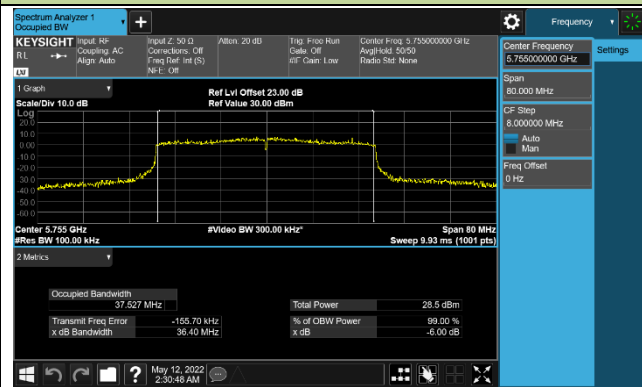 Spectrum Analyzer 1
Occupied BW
Frequency
KEYSIGHT
RL
LXI
Input: RF
Coupling: AC
Align: Auto
Input Z: 50 Ω
Corrections: Off
Freq Ref: Int (S)
NFE: Off
Atten: 20 dB
Trig: Free Run
Gate: Off
#IF Gain: Low
Center Freq: 5.755000000 GHz
Avg|Hold: 50/50
Radio Std: None
Center Frequency
5.755000000 GHz
Settings
Span
80.000 MHz
CF Step
8.000000 MHz
Auto
Man
Freq Offset
0 Hz
1 Graph
Scale/Div 10.0 dB
Ref Lvl Offset 23.00 dB
Ref Value 30.00 dBm
Log
20.0
10.0
0.00
-10.0
-20.0
-30.0
-40.0
-50.0
-60.0
Center 5.755 GHz
#Res BW 100.00 kHz
#Video BW 300.00 kHz*
Span 80 MHz
Sweep 9.93 ms (1001 pts)
2 Metrics
Occupied Bandwidth
37.527 MHz
Transmit Freq Error
-155.70 kHz
x dB Bandwidth
36.40 MHz
Total Power
28.5 dBm
% of OBW Power
99.00 %
x dB
-6.00 dB
May 12, 2022
2:30:48 AM